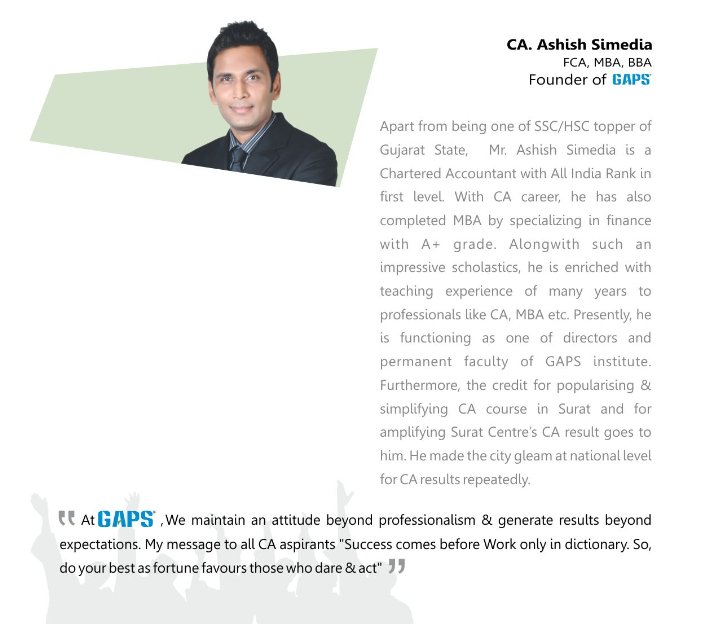 CA. Ashish Simedia
FCA, MBA, BBA
Founder of GAPS
Apart from being one of SSC/HSC topper of
Gujarat State, Mr. Ashish Simedia is a
Chartered Accountant with All India Rank in
first level. With CA career, he has also
completed MBA by specializing in finance
with A+ grade. Alongwith such an
impressive scholastics, he is enriched with
teaching experience of many years to
professionals like CA, MBA etc. Presently, he
is functioning as one of directors and
permanent faculty of GAPS institute.
Furthermore, the credit for popularising &
simplifying CA course in Surat and for
amplifying Surat Centre's CA result goes to
him. He made the city gleam at national level
for CA results repeatedly.
"At GAPS , We maintain an attitude beyond professionalism & generate results beyond
expectations. My message to all CA aspirants "Success comes before Work only in dictionary. So,
do your best as fortune favours those who dare & act" "